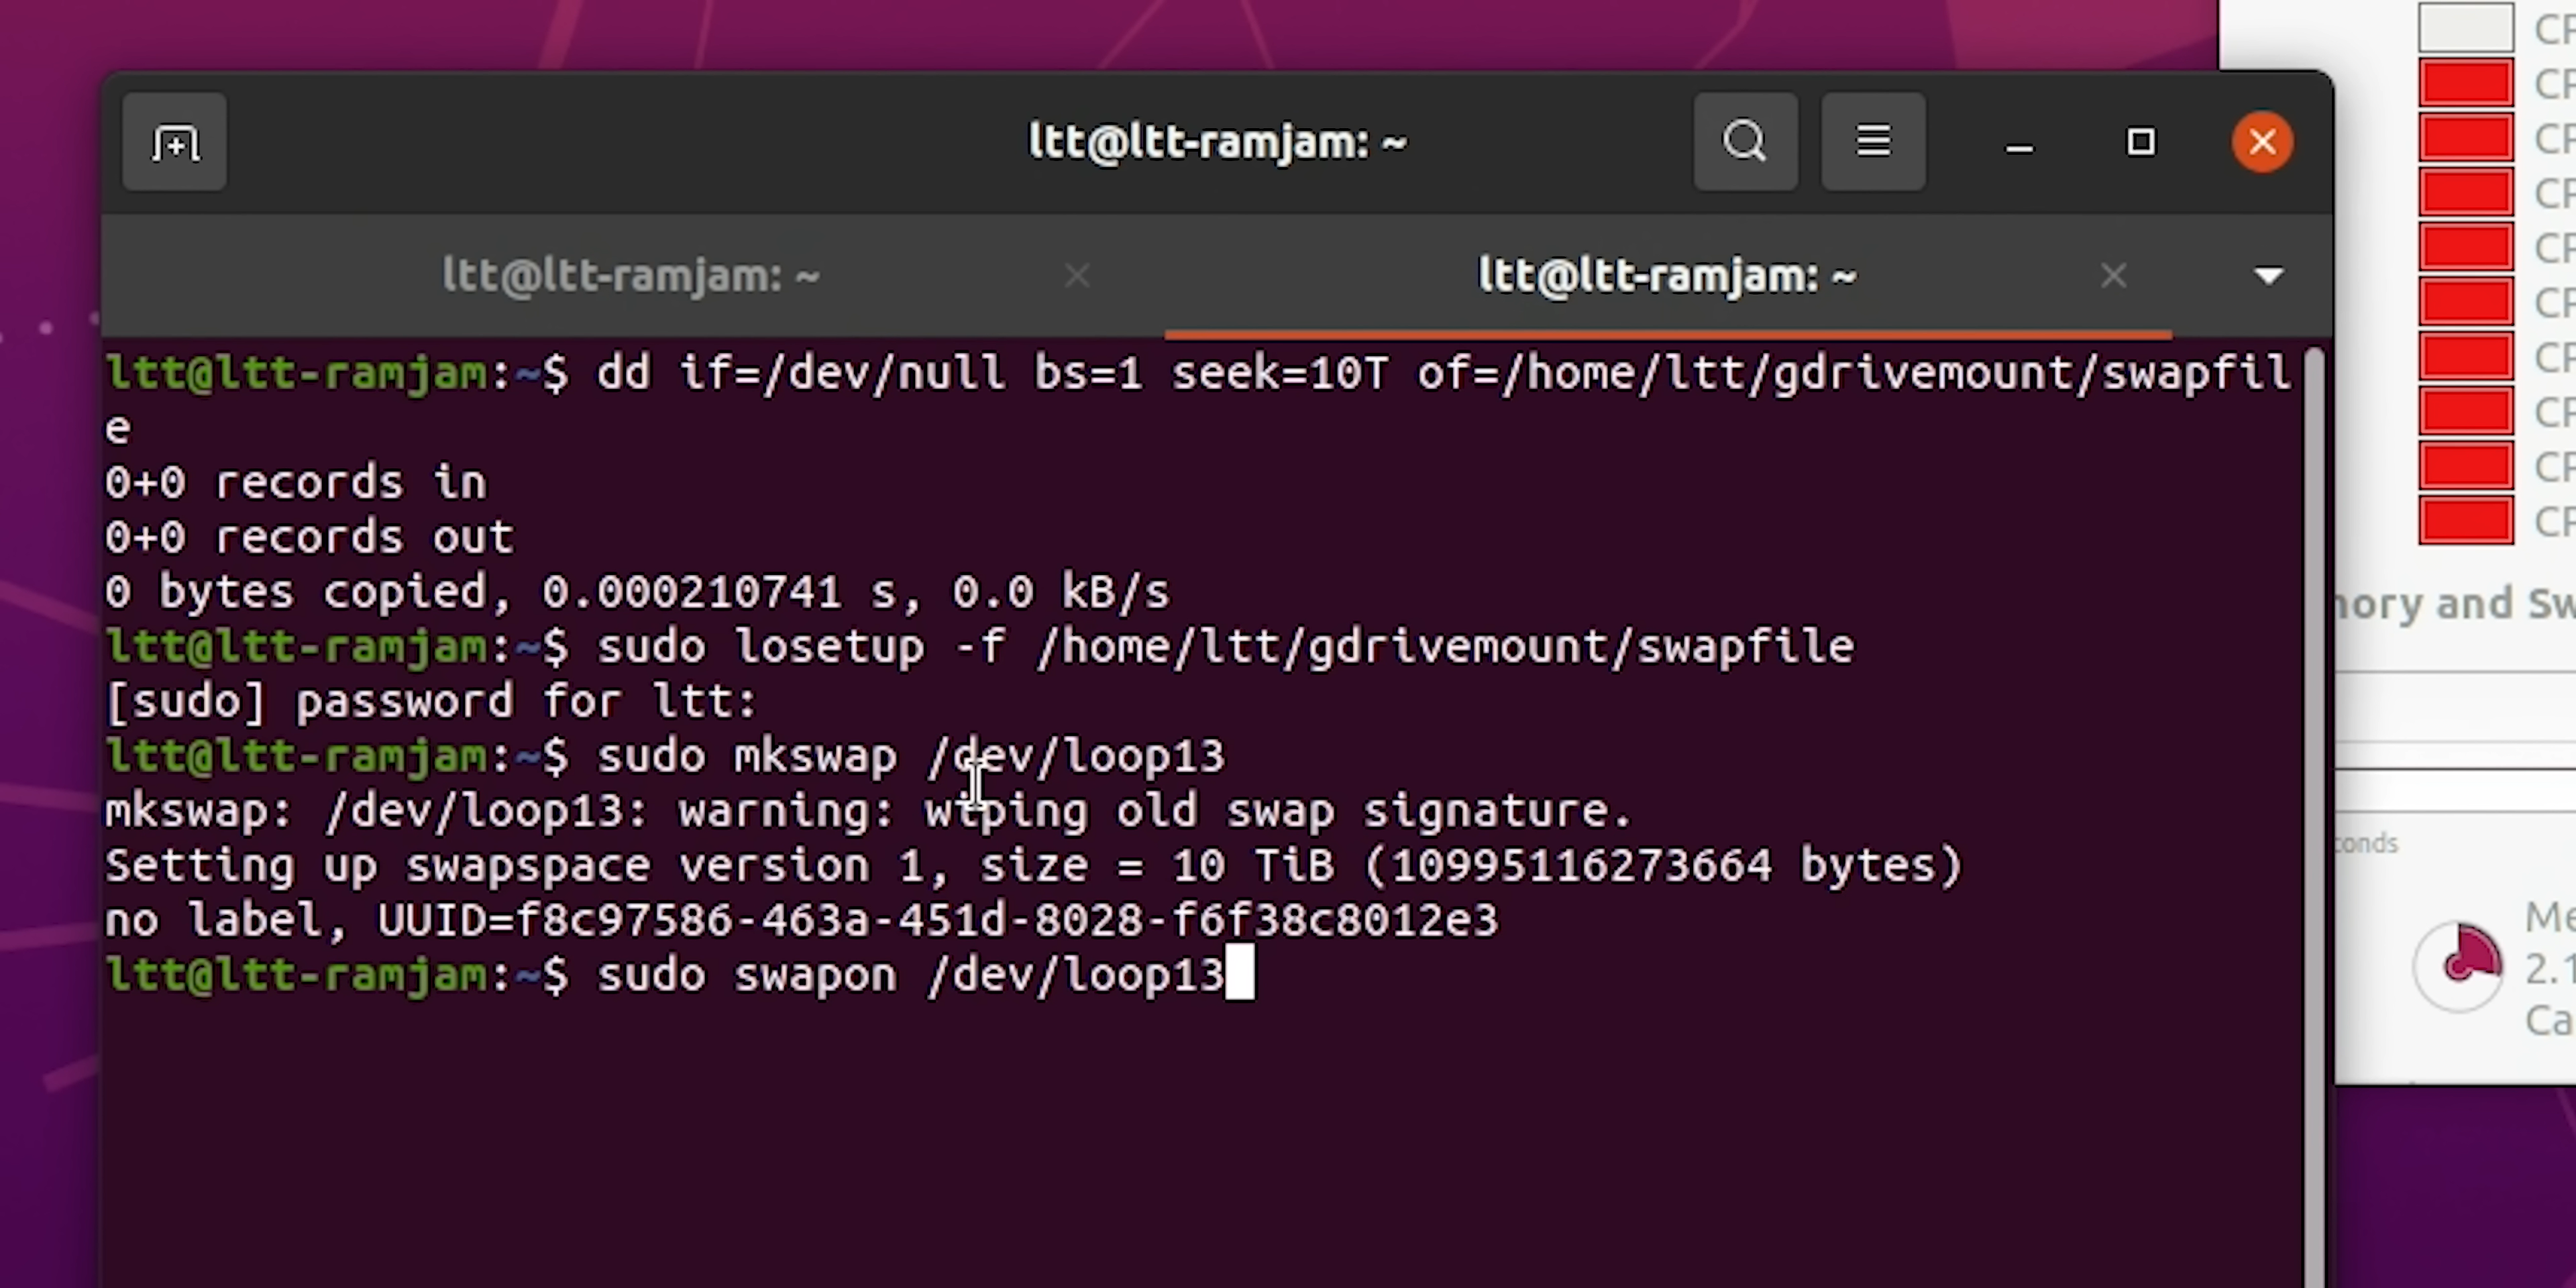 ltt@ltt-ramjam: ~
ltt@ltt-ramjam: ~
ltt@ltt-ramjam: ~
ltt@ltt-ramjam:~$ dd if=/dev/null bs=1 seek=10T of=/home/ltt/gdrivemount/swapfil
e
0+0 records in
0+0 records out
0 bytes copied, 0.000210741 s, 0.0 kB/s
ltt@ltt-ramjam:~$ sudo losetup -f /home/ltt/gdrivemount/swapfile
[sudo] password for ltt:
ltt@ltt-ramjam:~$ sudo mkswap /dev/loop13
mkswap: /dev/loop13: warning: wiping old swap signature.
Setting up swapspace version 1, size = 10 TiB (10995116273664 bytes)
no label, UUID=f8c97586-463a-451d-8028-f6f38c8012e3
ltt@ltt-ramjam:~$ sudo swapon /dev/loop13
and